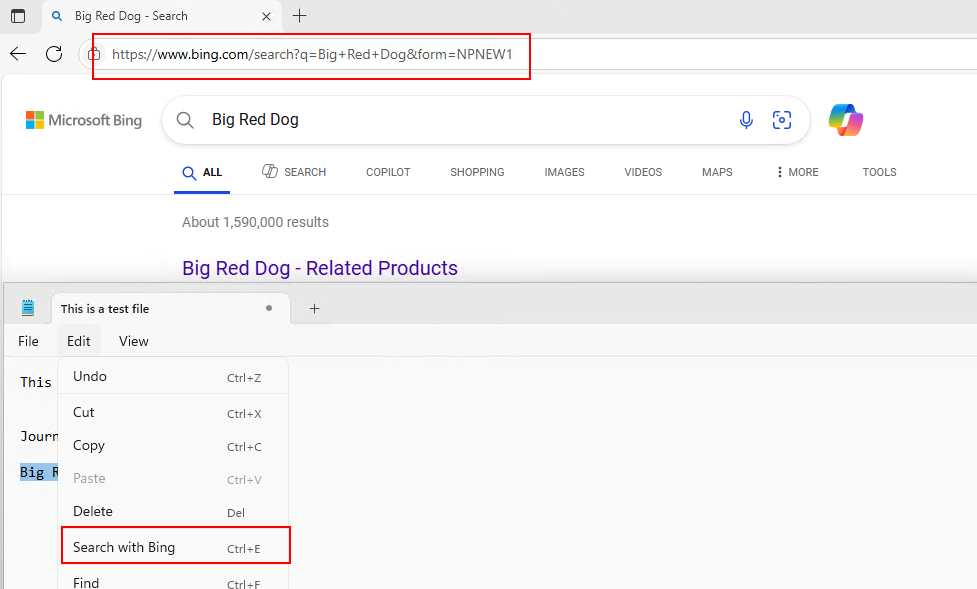 Big Red Dog - Search
https://www.bing.com/search?q=Big+Red+Dog&form=NPNEW1
Microsoft Bing
Big Red Dog
ALL SEARCH COPILOT SHOPPING IMAGES VIDEOS MAPS MORE TOOLS
About 1,590,000 results
Big Red Dog - Related Products
This is a test file
File Edit View
This
Undo Ctrl+Z
Cut Ctrl+X
Journ
Copy Ctrl+C
Big R
Paste Ctrl+V
Delete Del
Search with Bing Ctrl+E
Find Ctrl+F